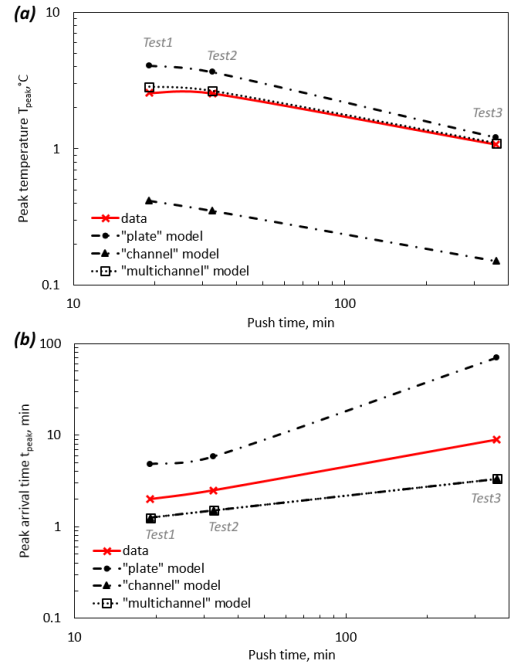 (a)
10
Test1
Test2
Test3
1
0.1
Peak temperature Tpeak,°C
data
"plate" model
"channel" model
"multichannel" model
10
100
Push time, min
(b)
100
10
1
0.1
Peak arrival time tpeak, min
Test1
Test2
Test3
data
"plate" model
"channel" model
"multichannel" model
10
100
Push time, min